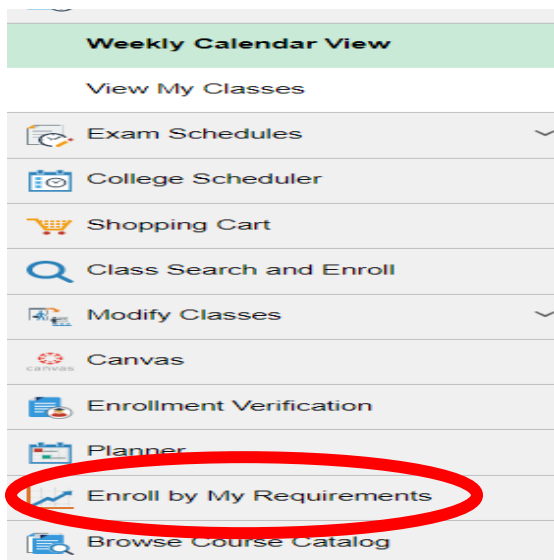 Weekly Calendar View
View My Classes
Exam Schedules
College Scheduler
Shopping Cart
Class Search and Enroll
Modify Classes
canvas Canvas
Enrollment Verification
Planner
Enroll by My Requirements
Browse Course Catalog